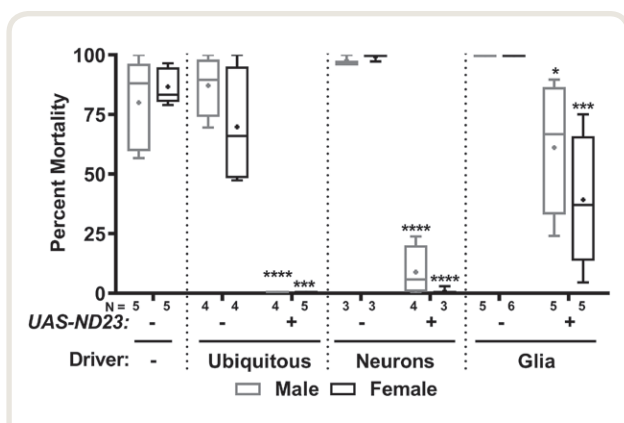 Percent Mortality
100
75
50
25
0
* ***
**** ***
**** ****
N = 5 5 4 4 4 5 3 3 4 3 5 6 5 5
UAS-ND23: - - + - + - +
Driver: - Ubiquitous Neurons Glia
Male Female